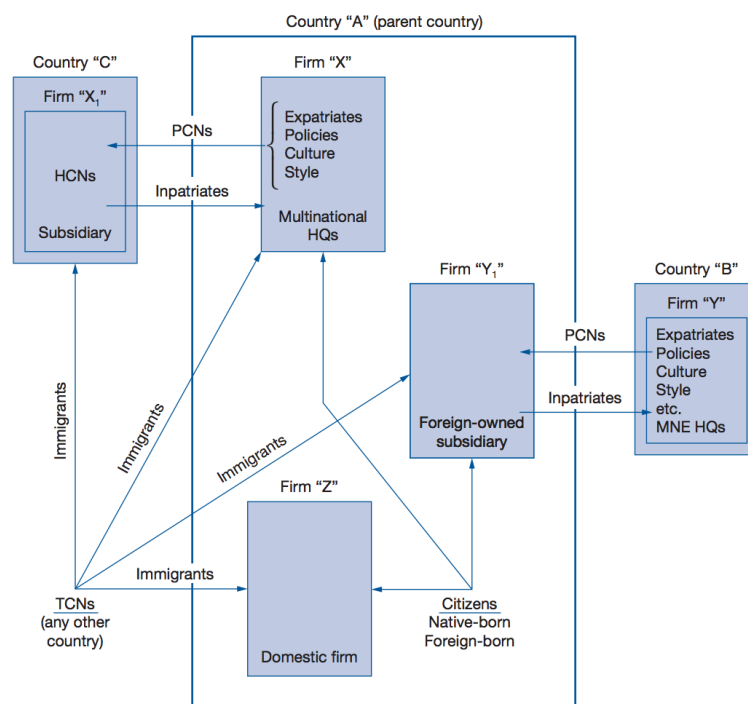 Country “A” (parent country)
Country “C”
Firm “X₁”
HCNs
Subsidiary
PCNs
Inpatriates
Firm “X”
Expatriates
Policies
Culture
Style
Multinational
HQs
Firm “Y₁”
Foreign-owned
subsidiary
PCNs
Inpatriates
Country “B”
Firm “Y”
Expatriates
Policies
Culture
Style
etc.
MNE HQs
Immigrants
Immigrants
Immigrants
Immigrants
Firm “Z”
Domestic firm
TCNs
(any other
country)
Citizens
Native-born
Foreign-born